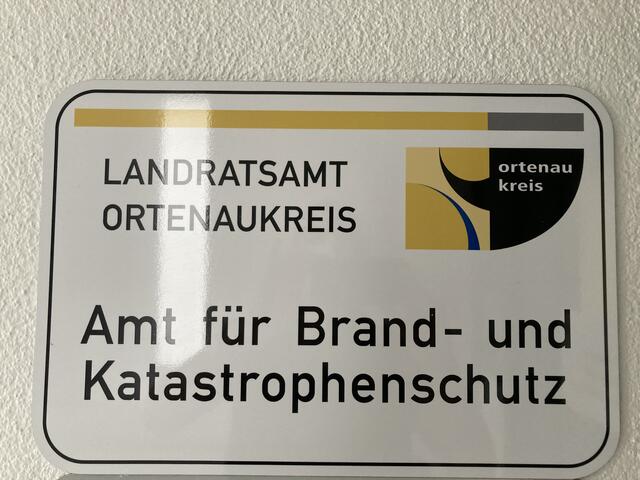 LANDRATSAMT
ORTENAUKREIS
ortenau
kreis
Amt für Brand- und
Katastrophenschutz